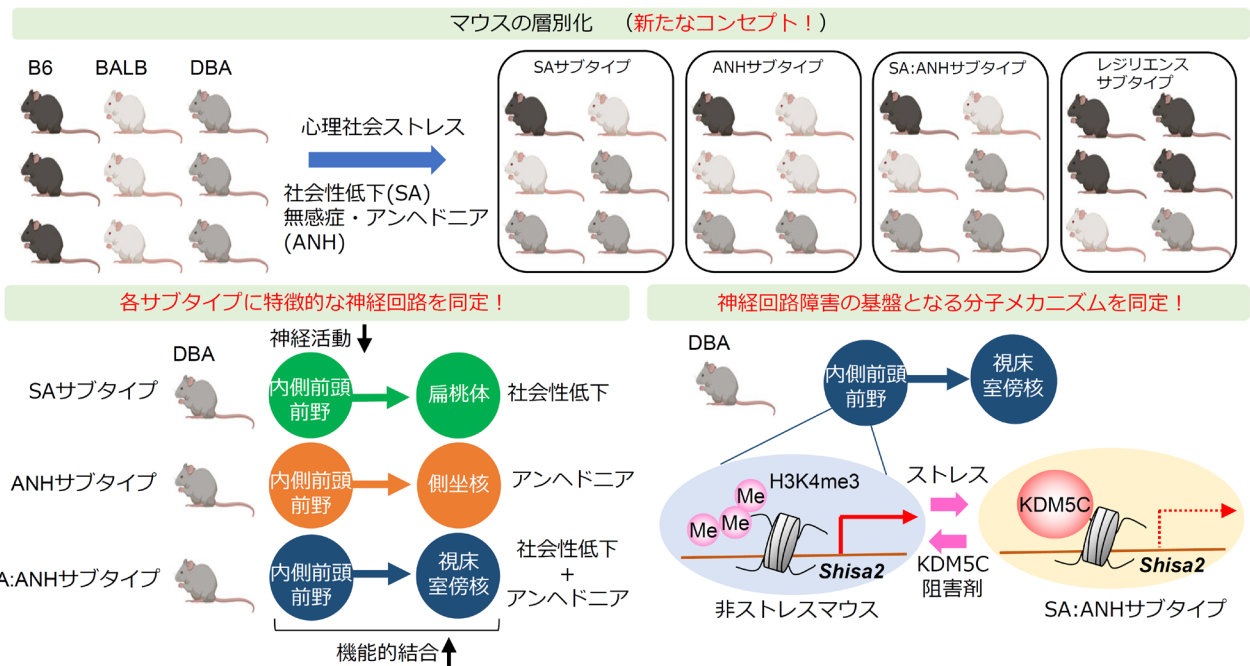 マウスの層別化 (新たなコンセプト!)
B6 BALB DBA
心理社会ストレス
社会性低下(SA)
無感症・アンヘドニア
(ANH)
SAサブタイプ
ANHサブタイプ
SA:ANHサブタイプ
レジリエンス
サブタイプ
各サブタイプに特徴的な神経回路を同定!
神経活動
DBA
SAサブタイプ
内側前頭
前野
扁桃体
社会性低下
ANHサブタイプ
内側前頭
前野
側坐核
アンヘドニア
A:ANHサブタイプ
内側前頭
前野
視床
室傍核
社会性低下
+
アンヘドニア
機能的結合
神経回路障害の基盤となる分子メカニズムを同定!
DBA
内側前頭
前野
視床
室傍核
H3K4me3
Me
Me
Me
Shisa2
非ストレスマウス
ストレス
KDM5C
阻害剤
KDM5C
Shisa2
SA:ANHサブタイプ